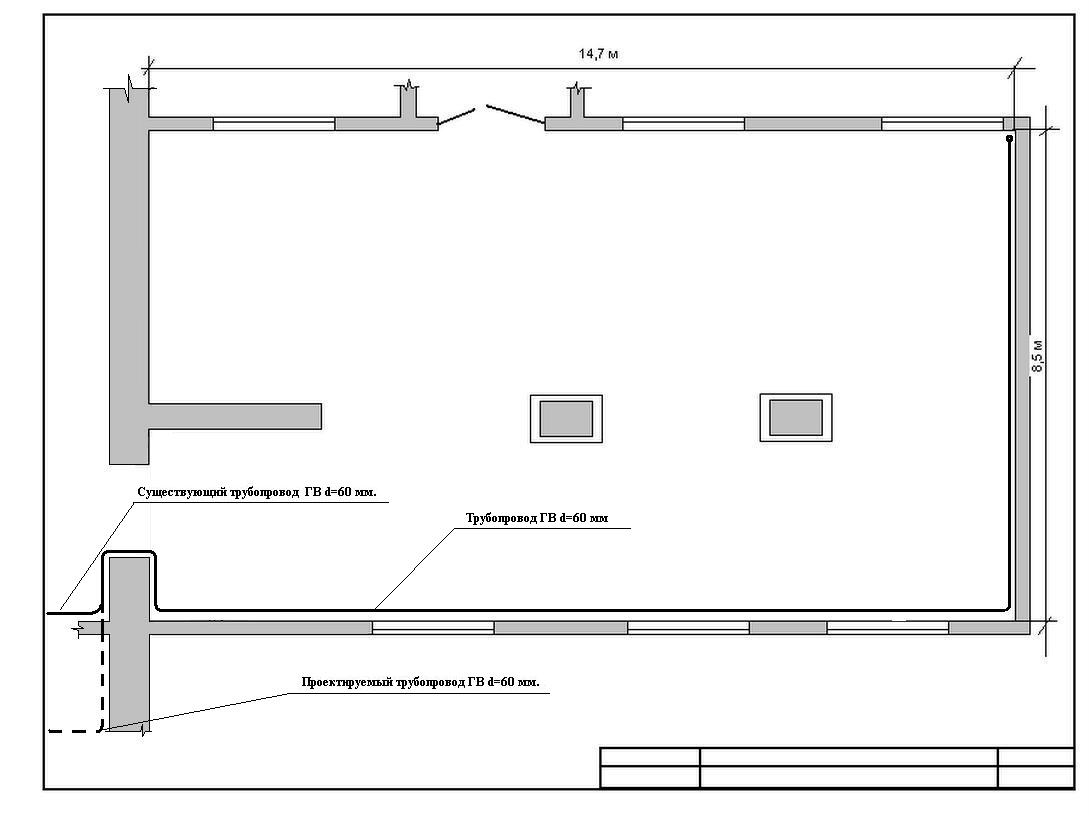 14,7 м
8,5 м
Существующий трубопровод ГВ d=60 мм.
Трубопровод ГВ d=60 мм
Проектируемый трубопровод ГВ d=60 мм.